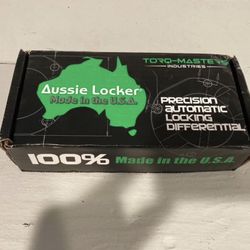 TORQ-MASTERS
INDUSTRIES
Aussie Locker
Made in the U.S.A.
PRECISION
AUTOMATIC
LOCKING
DIFFERENTIAL
100% Made in the U.S.A.